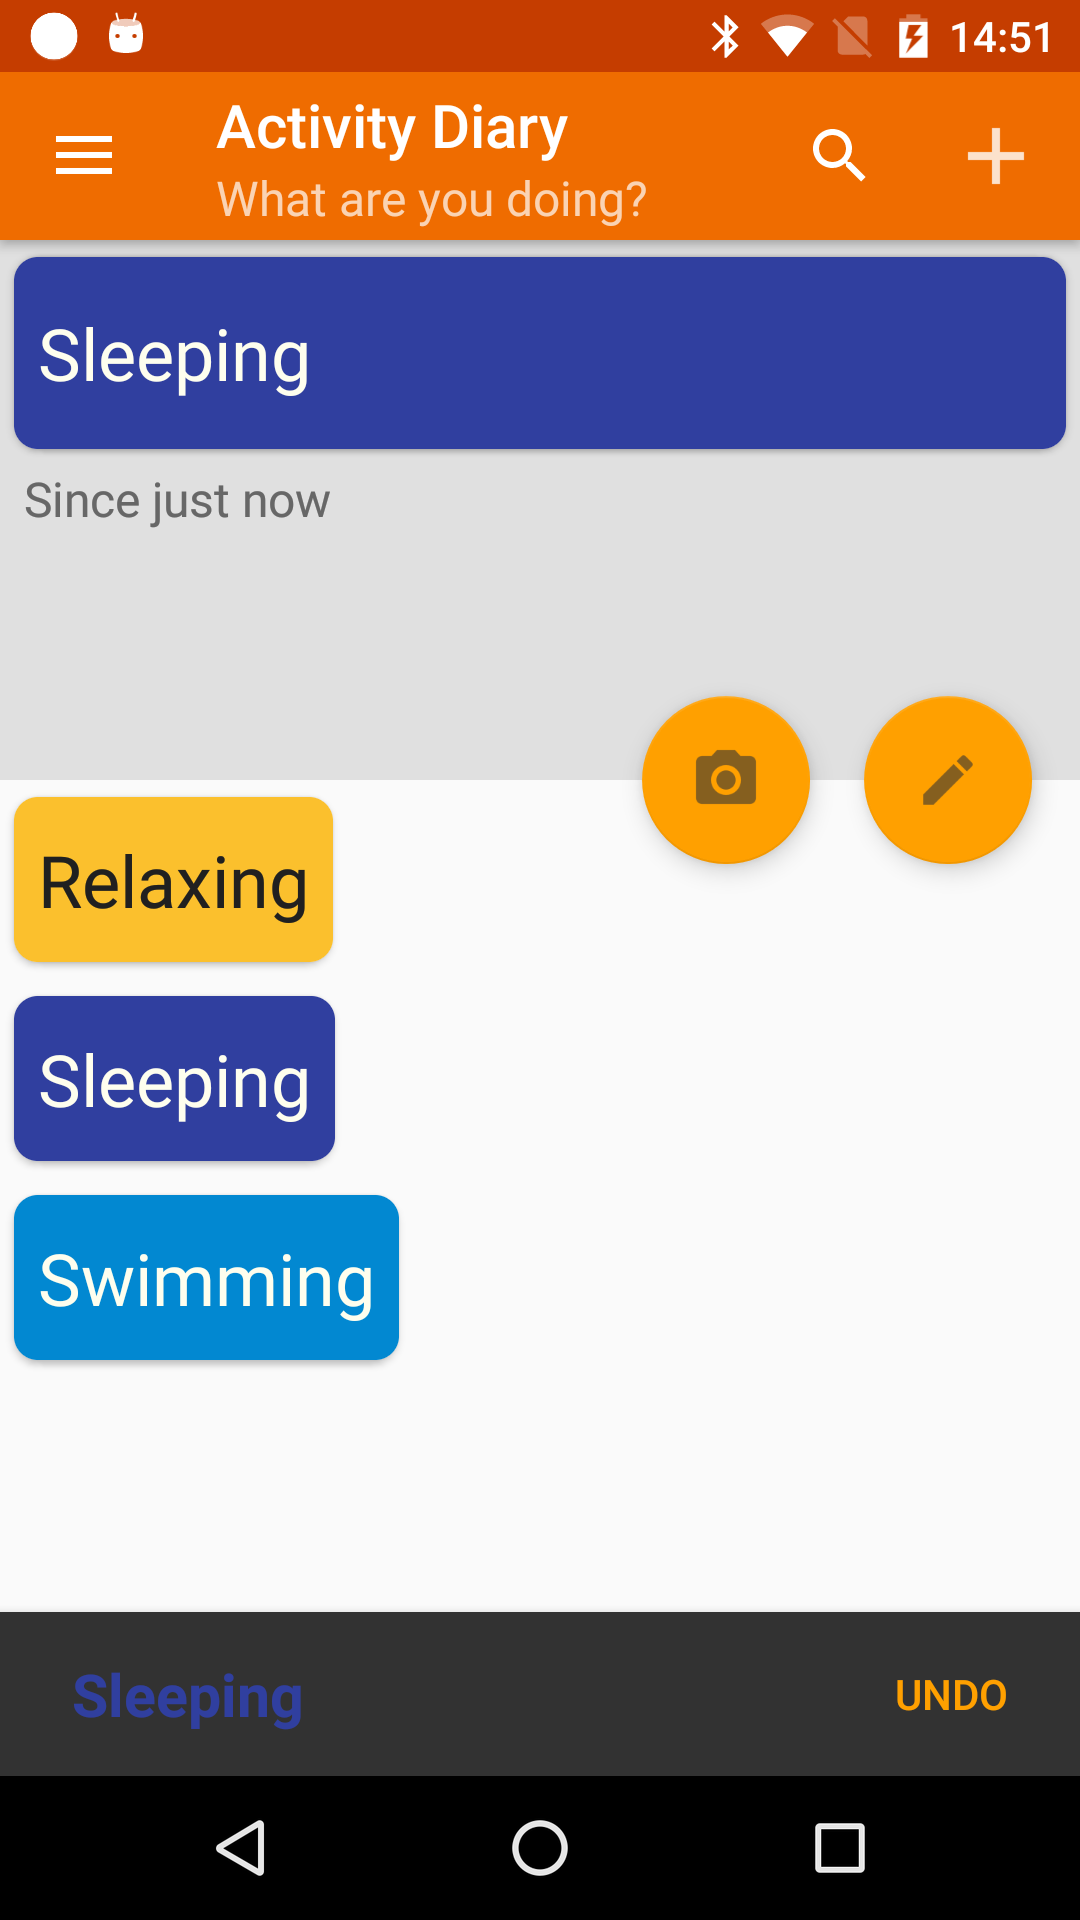 14:51
Activity Diary
What are you doing?
Sleeping
Since just now
Relaxing
Sleeping
Swimming
Sleeping
UNDO